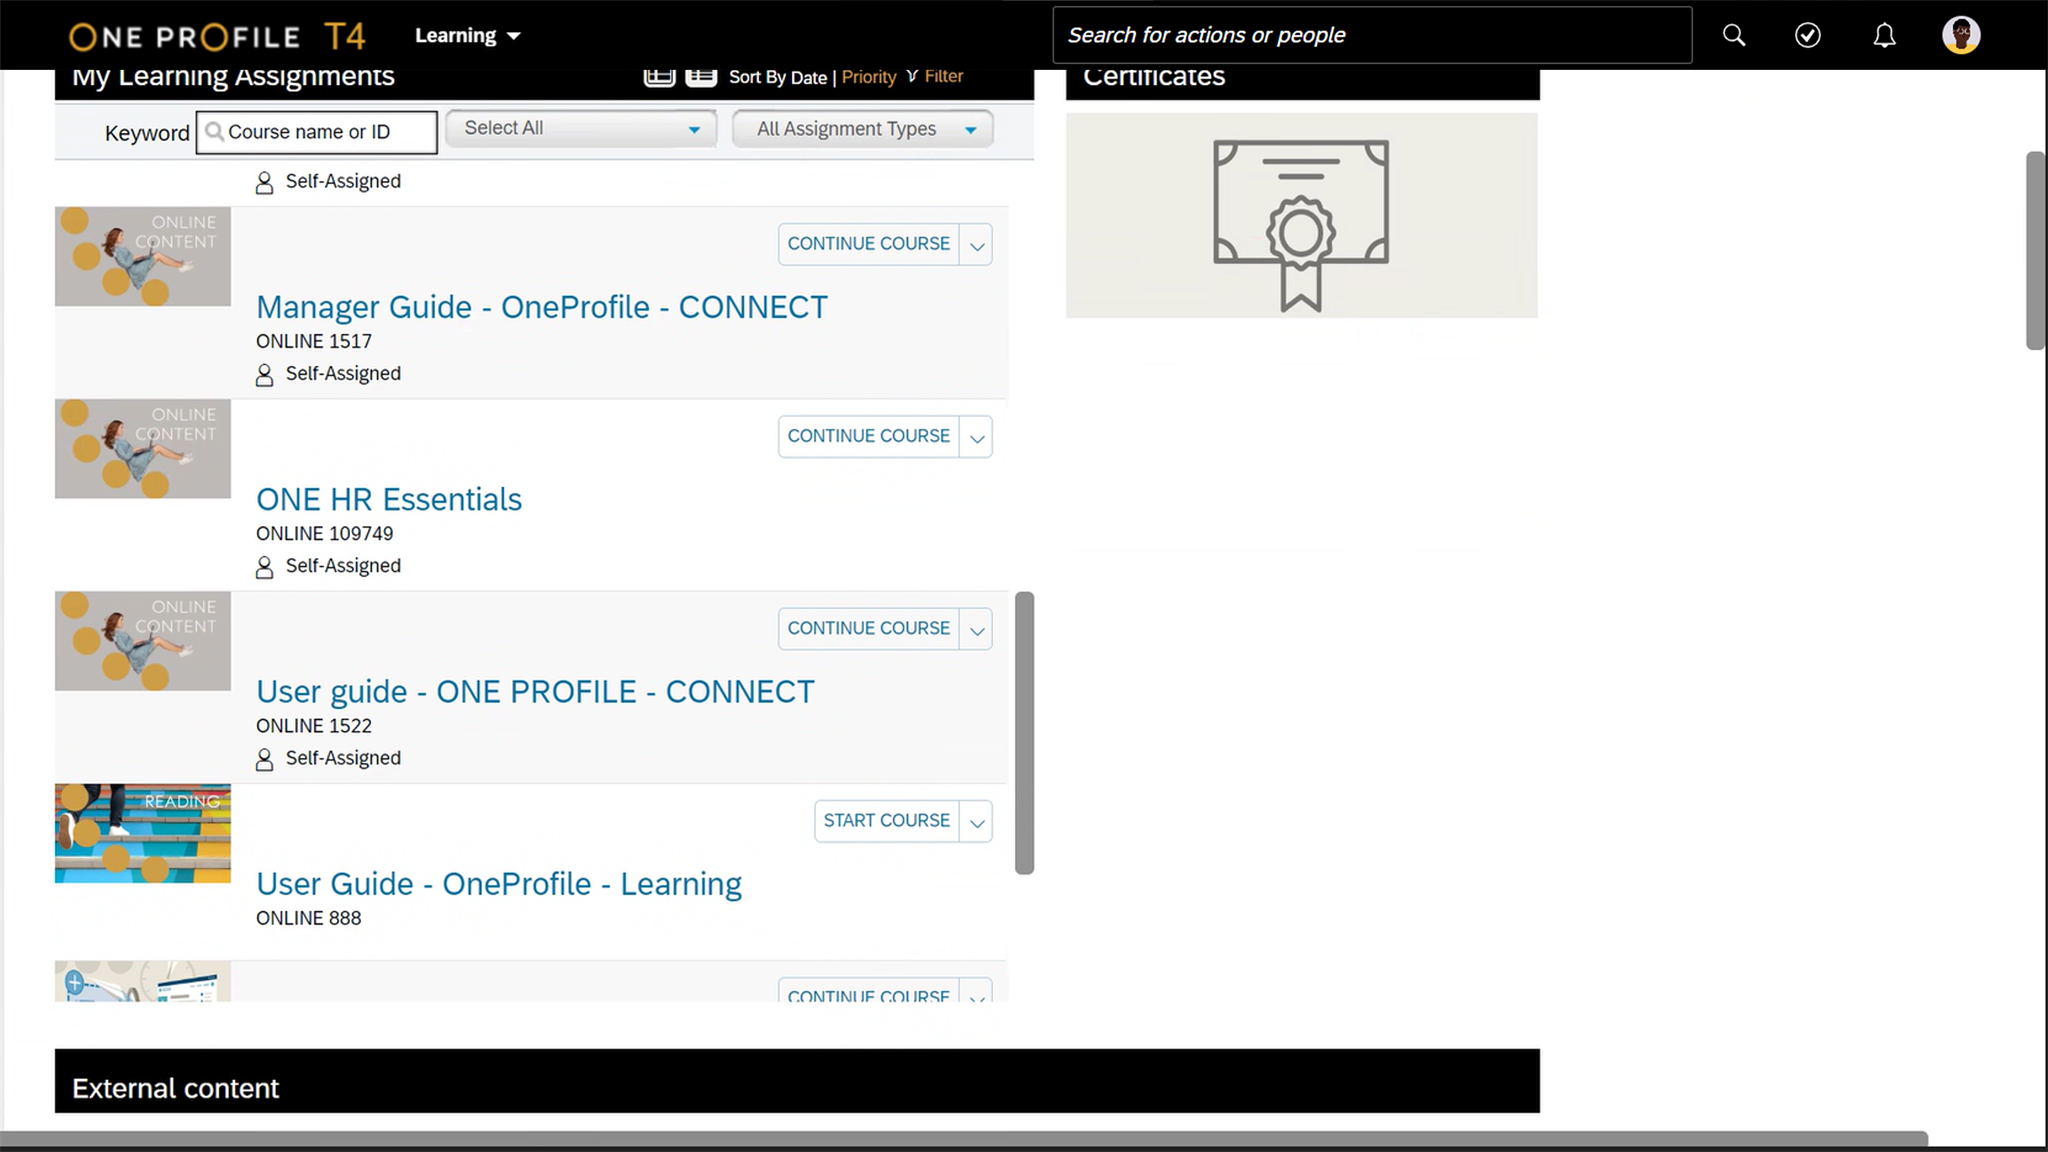 ONE PROFILE T4
Learning
Search for actions or people
My Learning Assignments
Sort By Date | Priority Filter
Certificates
Keyword
Course name or ID
Select All
All Assignment Types
Self-Assigned
ONLINE
CONTENT
CONTINUE COURSE
Manager Guide - OneProfile - CONNECT
ONLINE 1517
Self-Assigned
ONLINE
CONTENT
CONTINUE COURSE
ONE HR Essentials
ONLINE 109749
Self-Assigned
ONLINE
CONTENT
CONTINUE COURSE
User guide - ONE PROFILE - CONNECT
ONLINE 1522
Self-Assigned
READING
START COURSE
User Guide - OneProfile - Learning
ONLINE 888
CONTINUE COURSE
External content